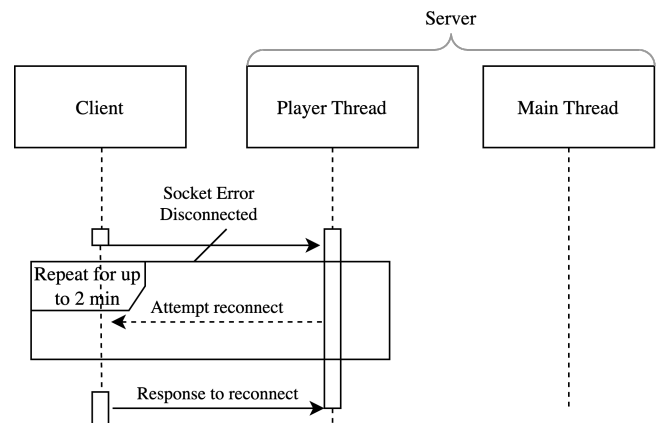 Server
Client
Player Thread
Main Thread
Socket Error
Disconnected
Repeat for up
to 2 min
Attempt reconnect
Response to reconnect